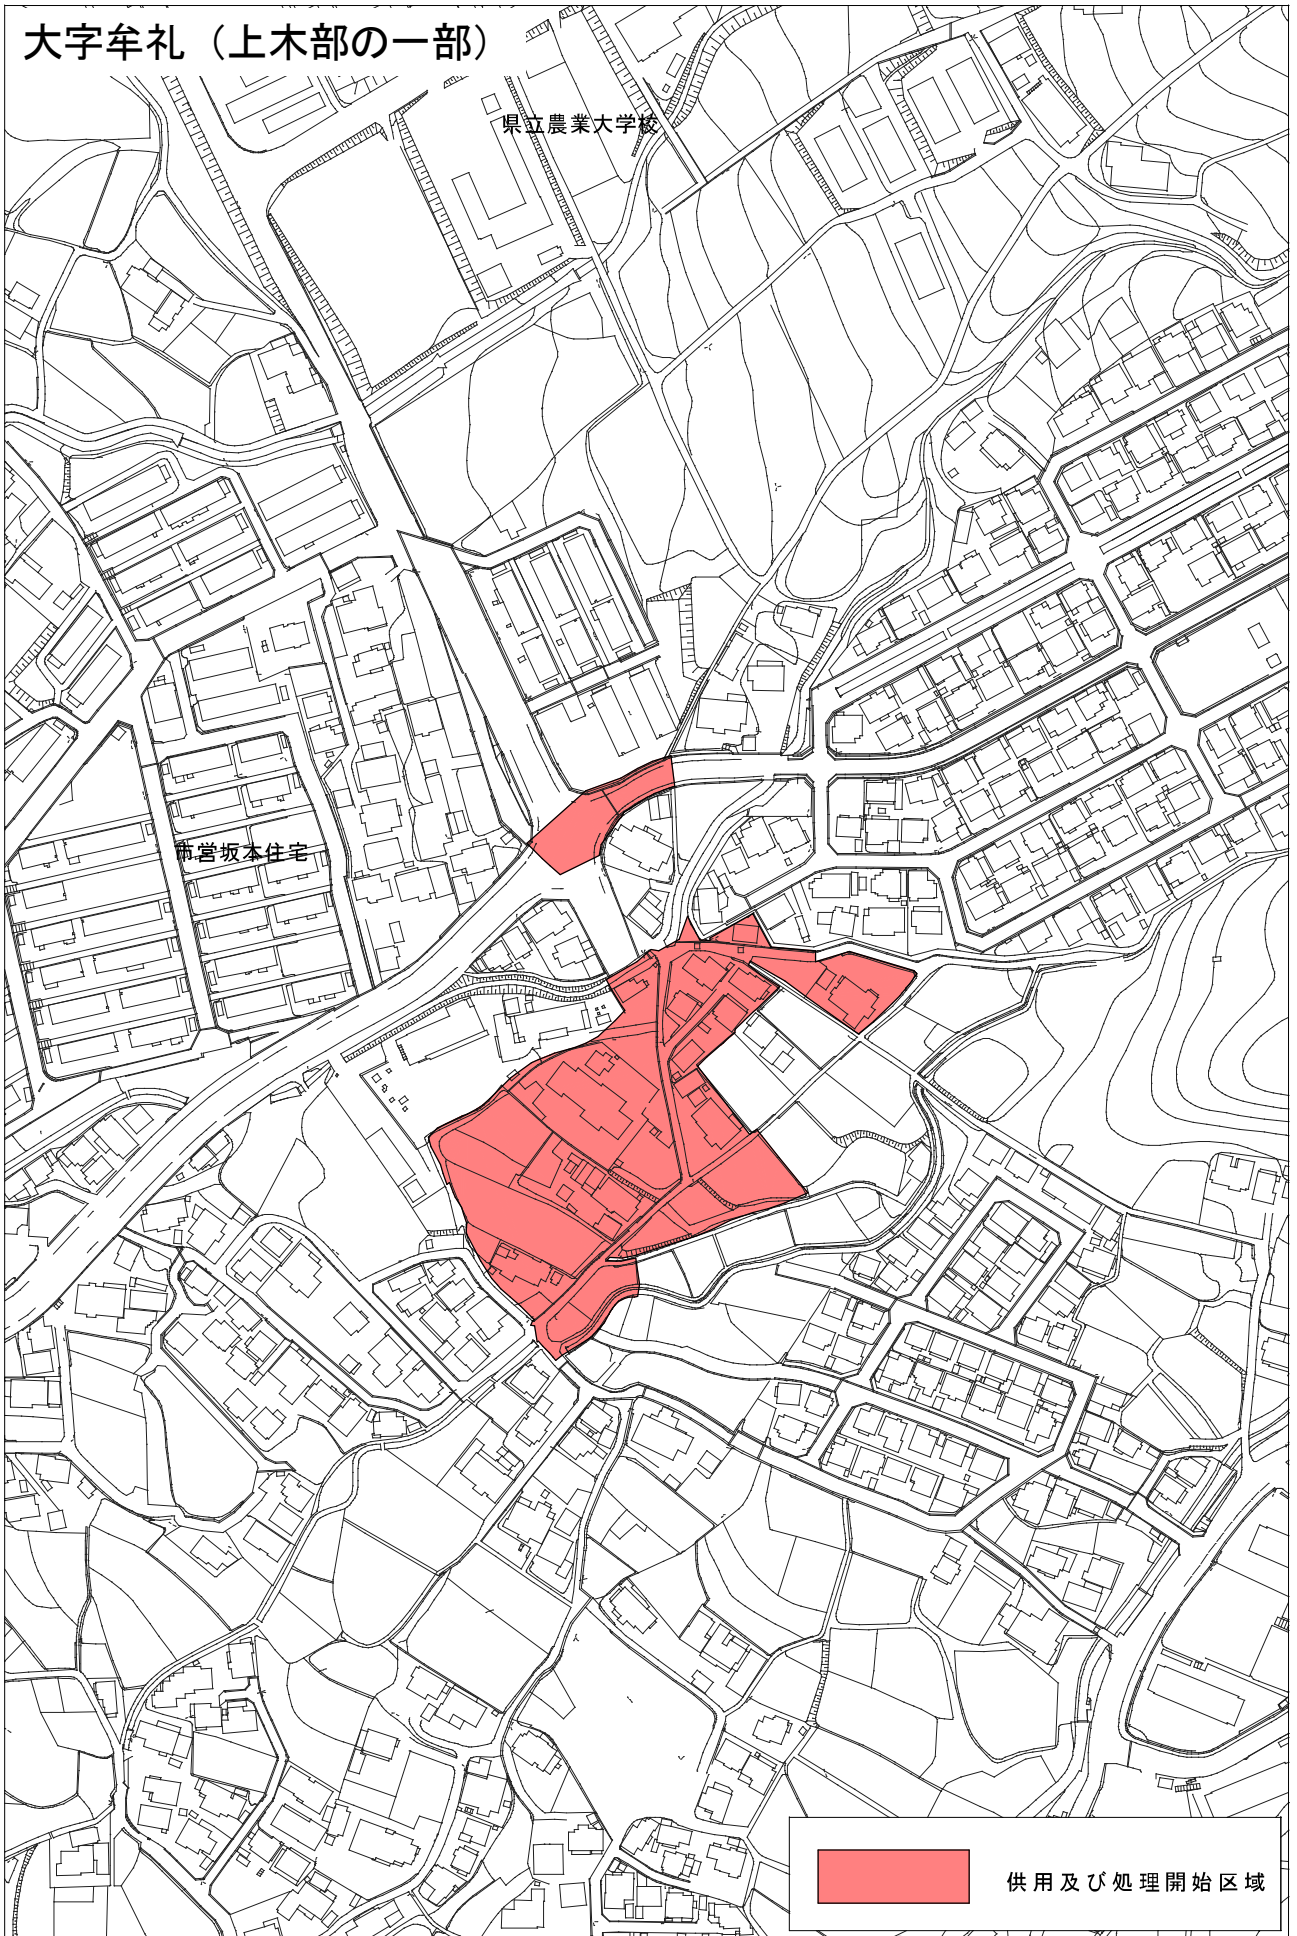 大字牟礼（上木部の一部）
県立農業大学校
市営坂本住宅
供用及び処理開始区域